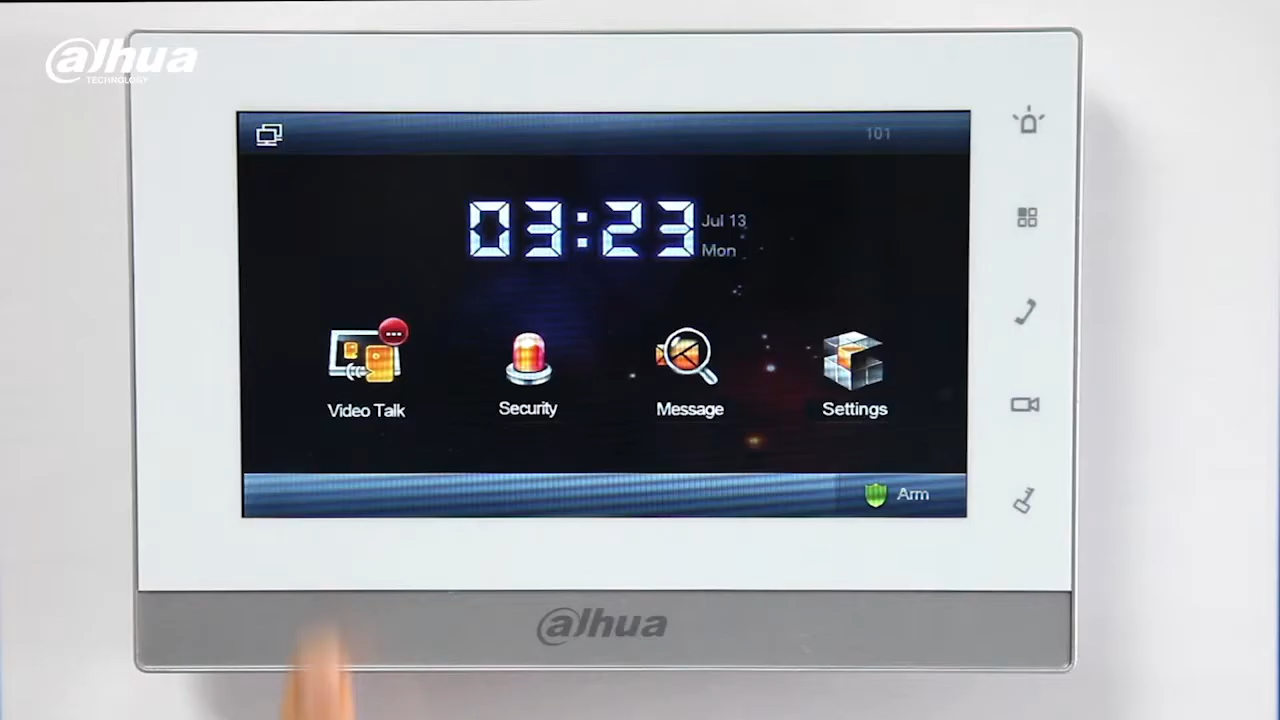 alhua
TECHNOLOGY
101
03:23
Jul 13
Mon
Video Talk
Security
Message
Settings
Arm
alhua